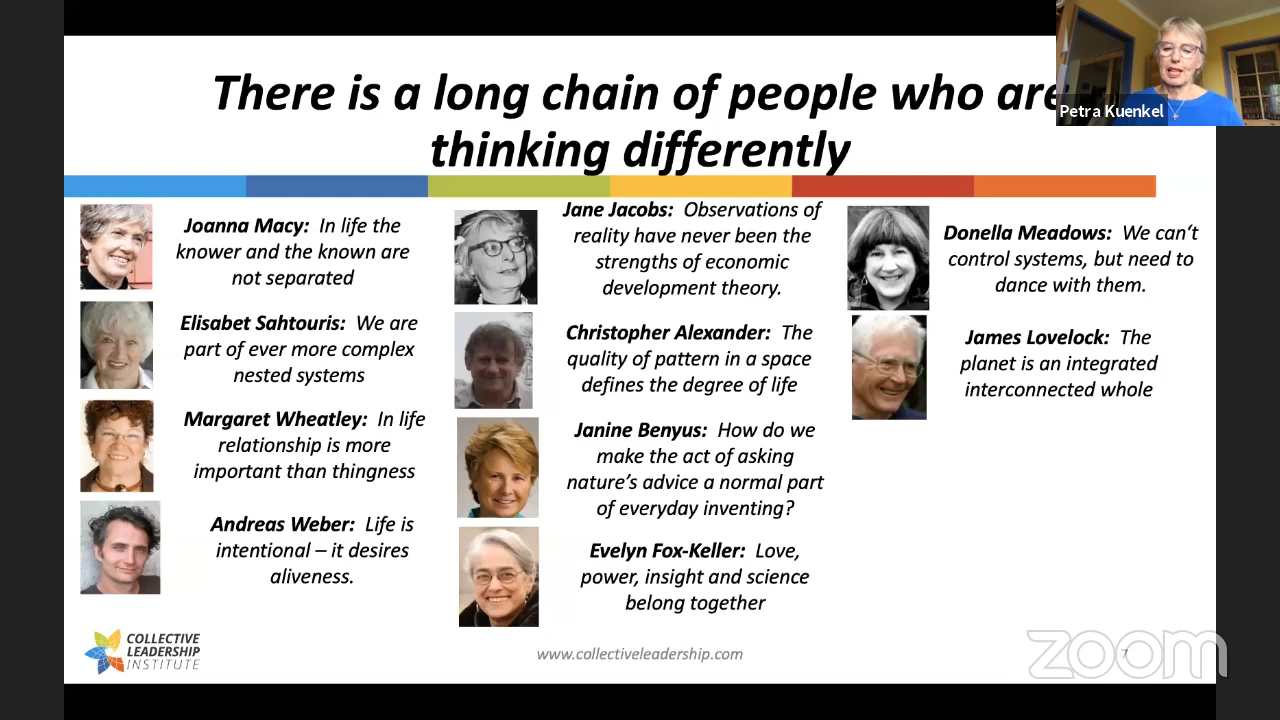 There is a long chain of people who are
thinking differently
Petra Kuenkel
Joanna Macy: In life the
knower and the known are
not separated
Elisabet Sahtouris: We are
part of ever more complex
nested systems
Margaret Wheatley: In life
relationship is more
important than thingness
Andreas Weber: Life is
intentional – it desires
aliveness.
Jane Jacobs: Observations of
reality have never been the
strengths of economic
development theory.
Christopher Alexander: The
quality of pattern in a space
defines the degree of life
Janine Benyus: How do we
make the act of asking
nature’s advice a normal part
of everyday inventing?
Evelyn Fox-Keller: Love,
power, insight and science
belong together
Donella Meadows: We can‘t
control systems, but need to
dance with them.
James Lovelock: The
planet is an integrated
interconnected whole
COLLECTIVE
LEADERSHIP
INSTITUTE
www.collectiveleadership.com
7
zoom